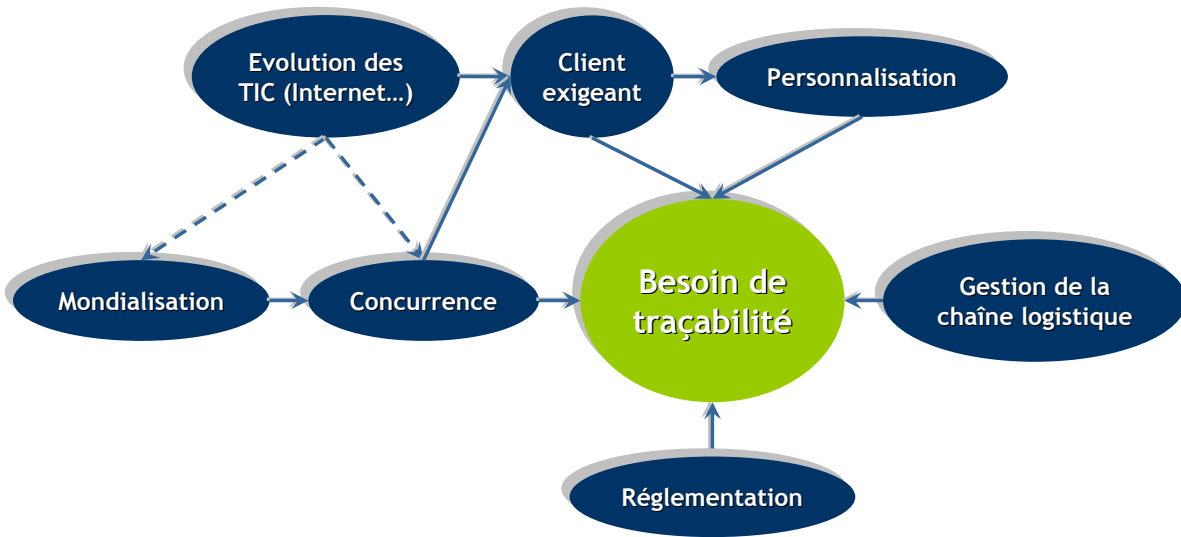 Evolution des
TIC (Internet…)
Client
exigeant
Personnalisation
Mondialisation
Concurrence
Besoin de
traçabilité
Gestion de la
chaîne logistique
Réglementation